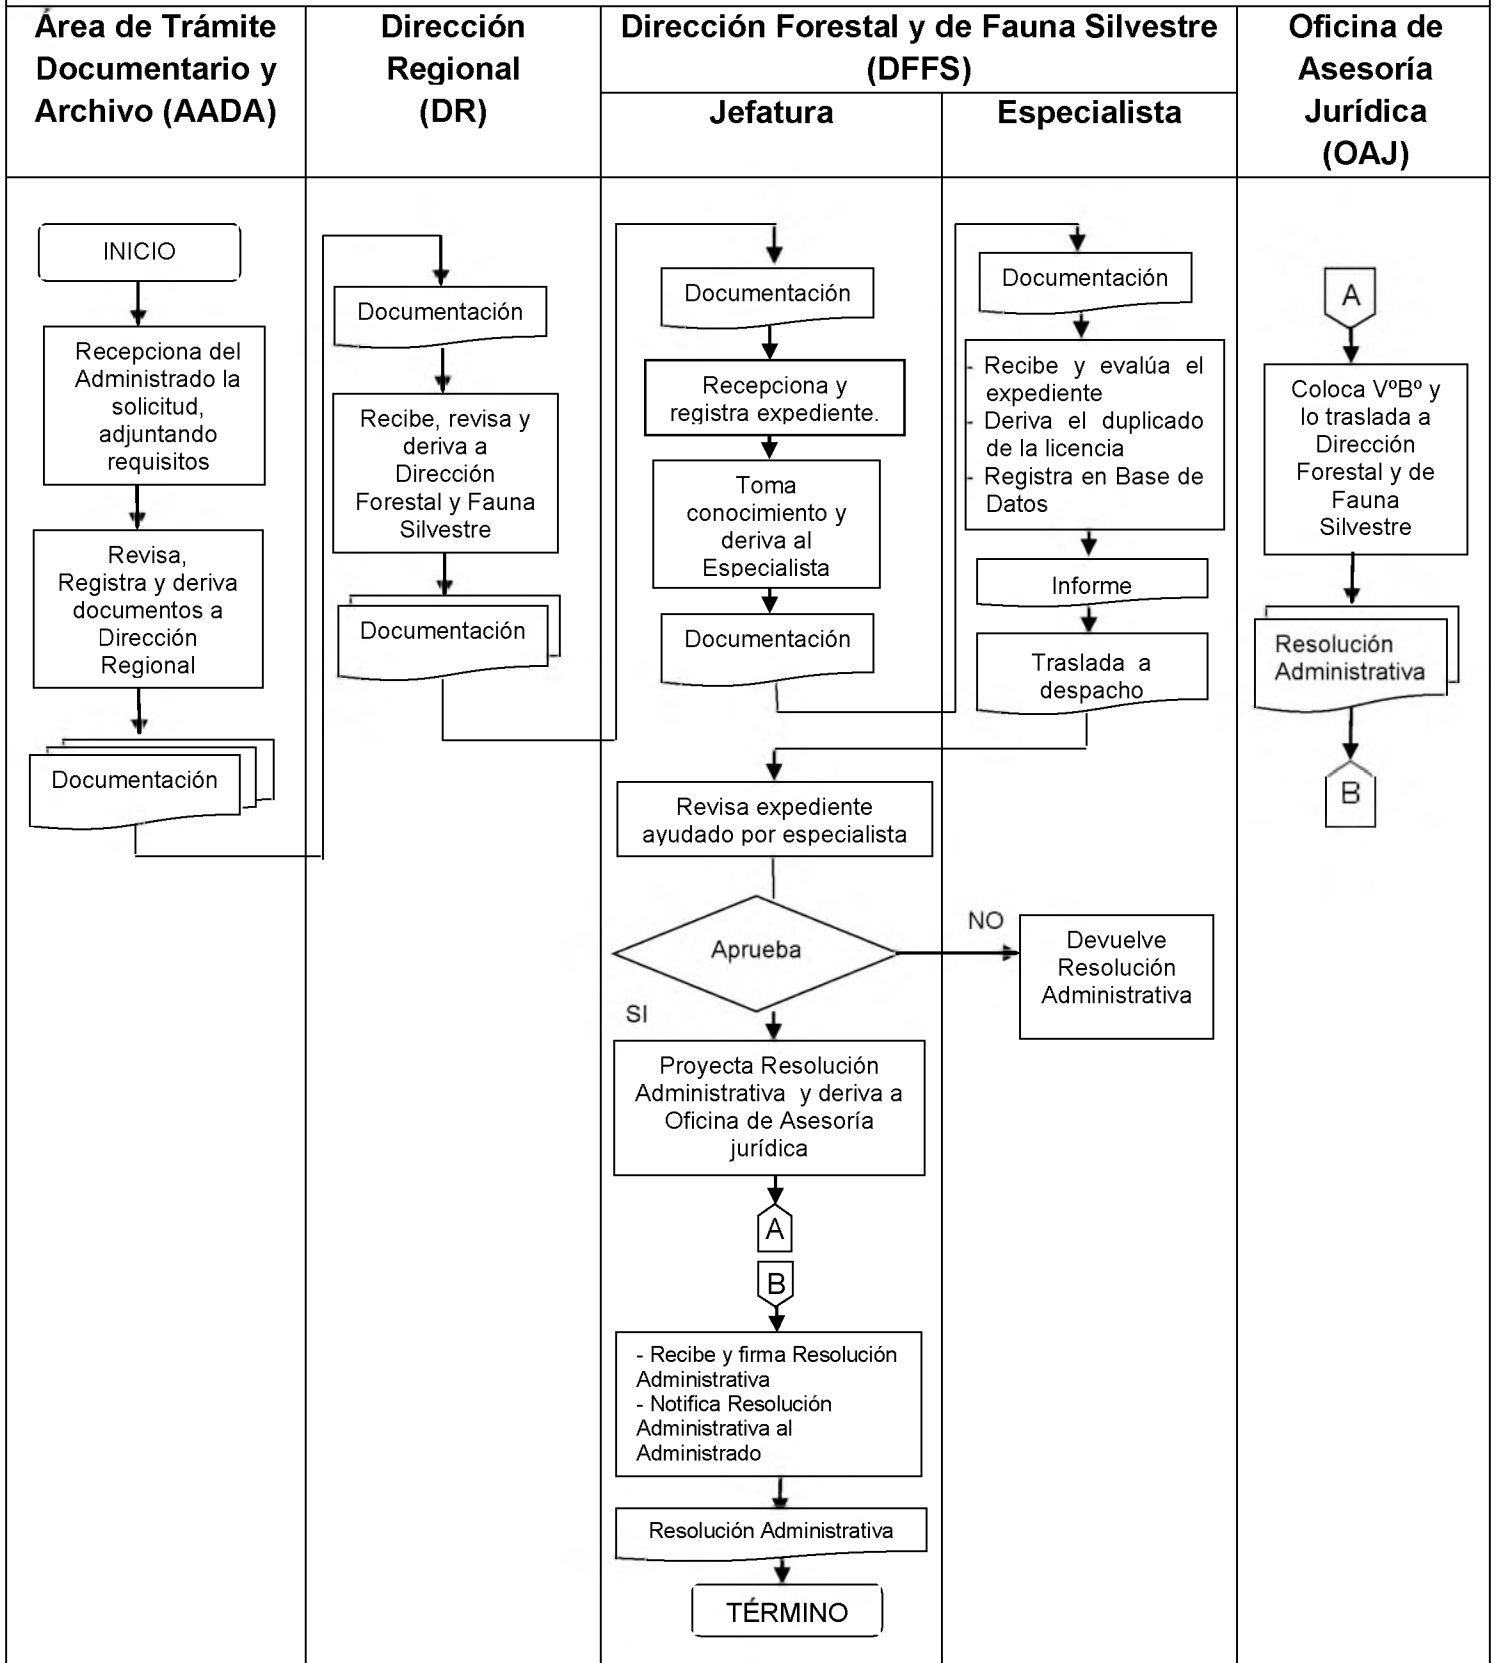 Área de Trámite
Documentario y
Archivo (AADA)
Dirección
Regional
(DR)
Dirección Forestal y de Fauna Silvestre
(DFFS)
Jefatura
Especialista
Oficina de
Asesoría
Jurídica
(OAJ)
INICIO
Recepciona del
Administrado la
solicitud,
adjuntando
requisitos
Revisa,
Registra y deriva
documentos a
Dirección
Regional
Documentación
Documentación
Recibe, revisa y
deriva a
Dirección
Forestal y Fauna
Silvestre
Documentación
Documentación
Recepciona y
registra expediente.
Toma
conocimiento y
deriva al
Especialista
Documentación
Documentación
- Recibe y evalúa el
expediente
- Deriva el duplicado
de la licencia
- Registra en Base de
Datos
Informe
Traslada a
despacho
Revisa expediente
ayudado por especialista
Aprueba
NO
Devuelve
Resolución
Administrativa
SI
Proyecta Resolución
Administrativa y deriva a
Oficina de Asesoría
jurídica
A
B
- Recibe y firma Resolución
Administrativa
- Notifica Resolución
Administrativa al
Administrado
Resolución Administrativa
TÉRMINO
A
Coloca VºBº y
lo traslada a
Dirección
Forestal y de
Fauna
Silvestre
Resolución
Administrativa
B